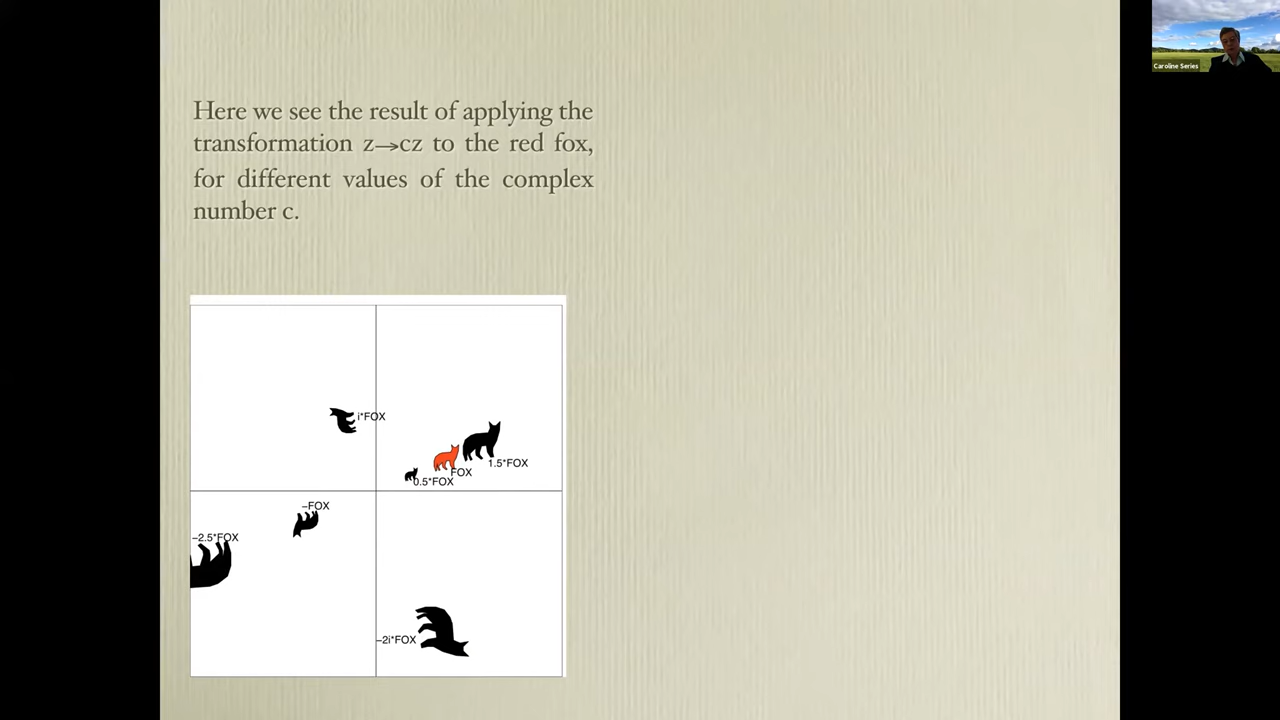 Caroline Series
Here we see the result of applying the
transformation z→cz to the red fox,
for different values of the complex
number c.
i*FOX
1.5*FOX
FOX
0.5*FOX
−FOX
−2.5*FOX
−2i*FOX